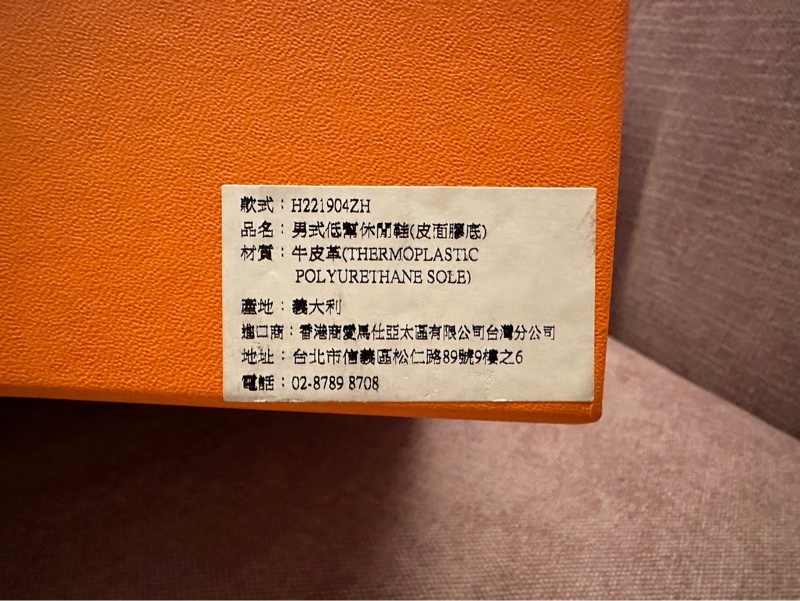 款式：H221904ZH
品名：男式低幫休閒鞋(皮面膠底)
材質：牛皮革(THERMOPLASTIC
POLYURETHANE SOLE)
產地：義大利
進口商：香港商愛馬仕亞太區有限公司台灣分公司
地址：台北市信義區松仁路89號9樓之6
電話：02-8789 8708